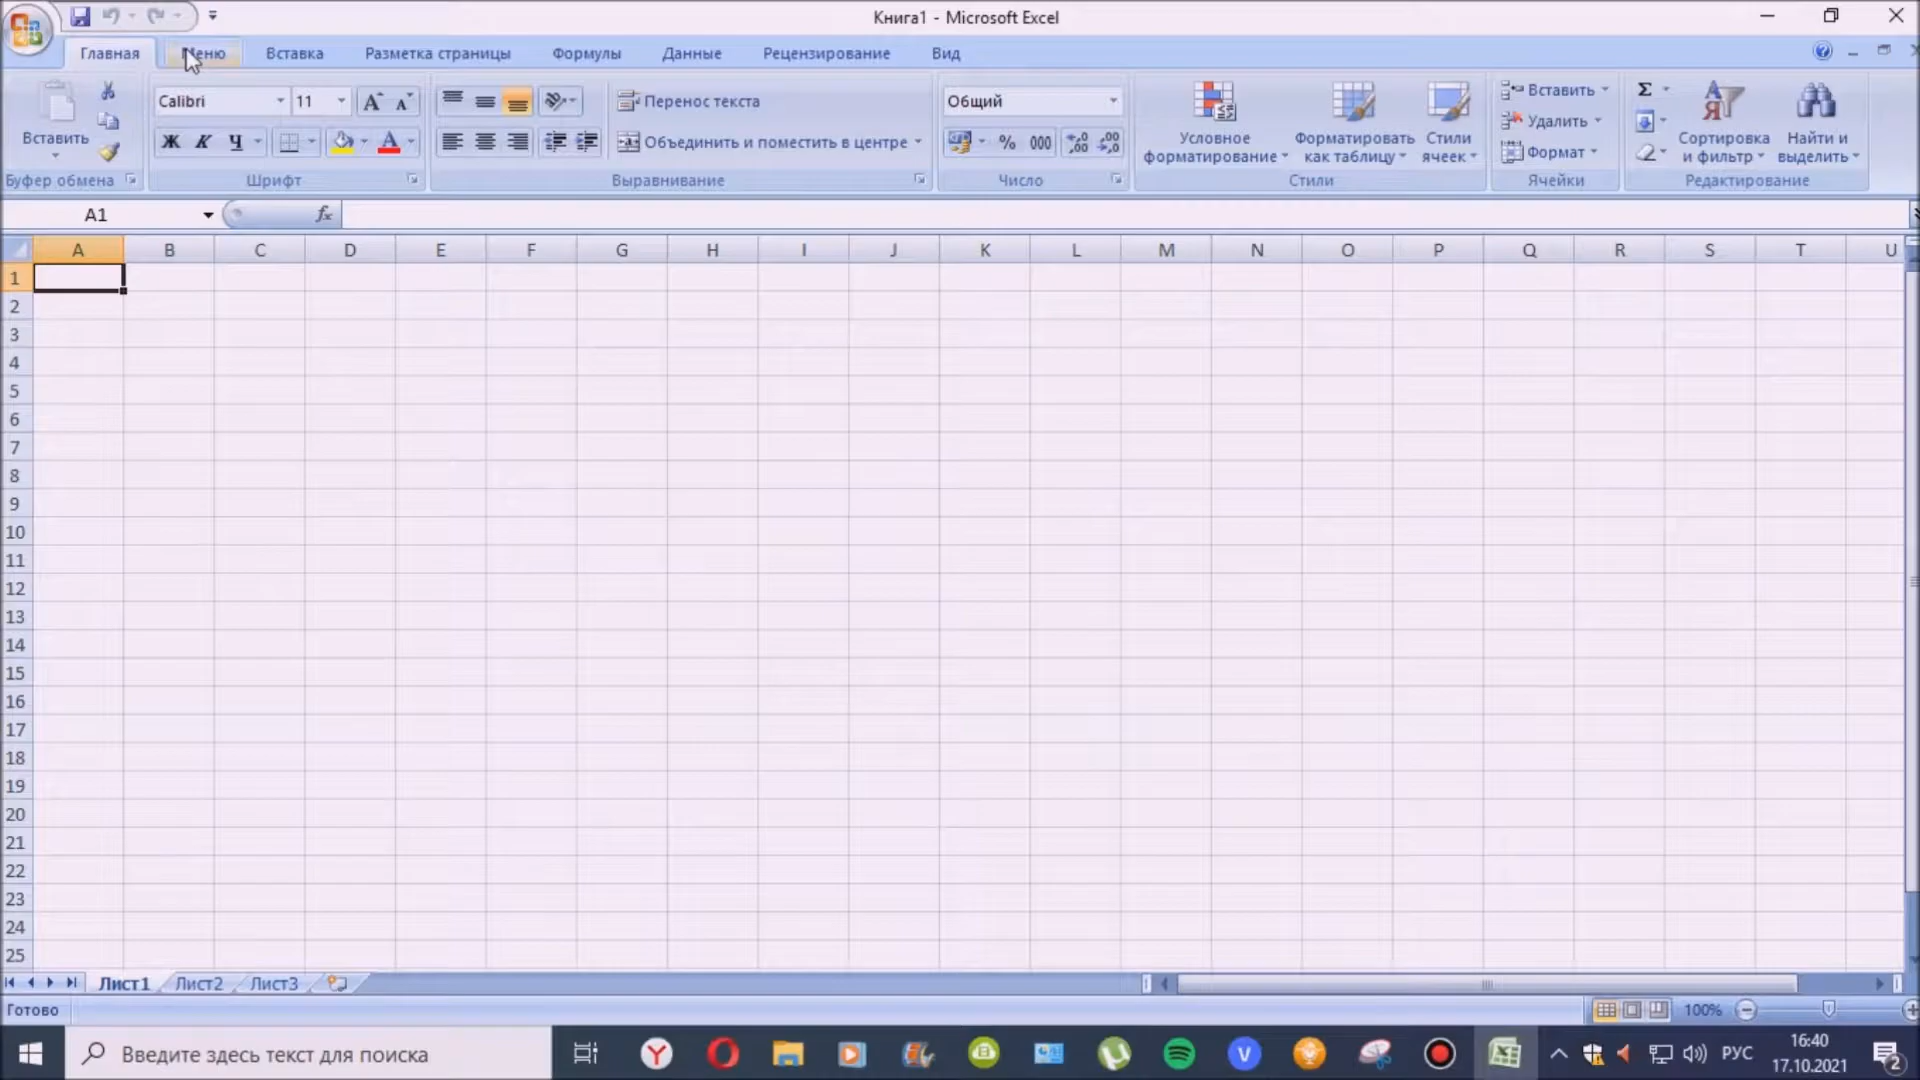 Книга1 - Microsoft Excel
Главная Меню Вставка Разметка страницы Формулы Данные Рецензирование Вид
Calibri 11 Перенос текста Общий Вставить
Вставить Ж К Ч Объединить и поместить в центре % 000 Условное форматирование Форматировать как таблицу Стили ячеек Удалить Формат Сортировка и фильтр Найти и выделить
Буфер обмена Шрифт Выравнивание Число Стили Ячейки Редактирование
A1 fx
A B C D E F G H I J K L M N O P Q R S T U
1
2
3
4
5
6
7
8
9
10
11
12
13
14
15
16
17
18
19
20
21
22
23
24
25
Лист1 Лист2 Лист3
Готово 100%
Введите здесь текст для поиска РУС 16:40
17.10.2021 2